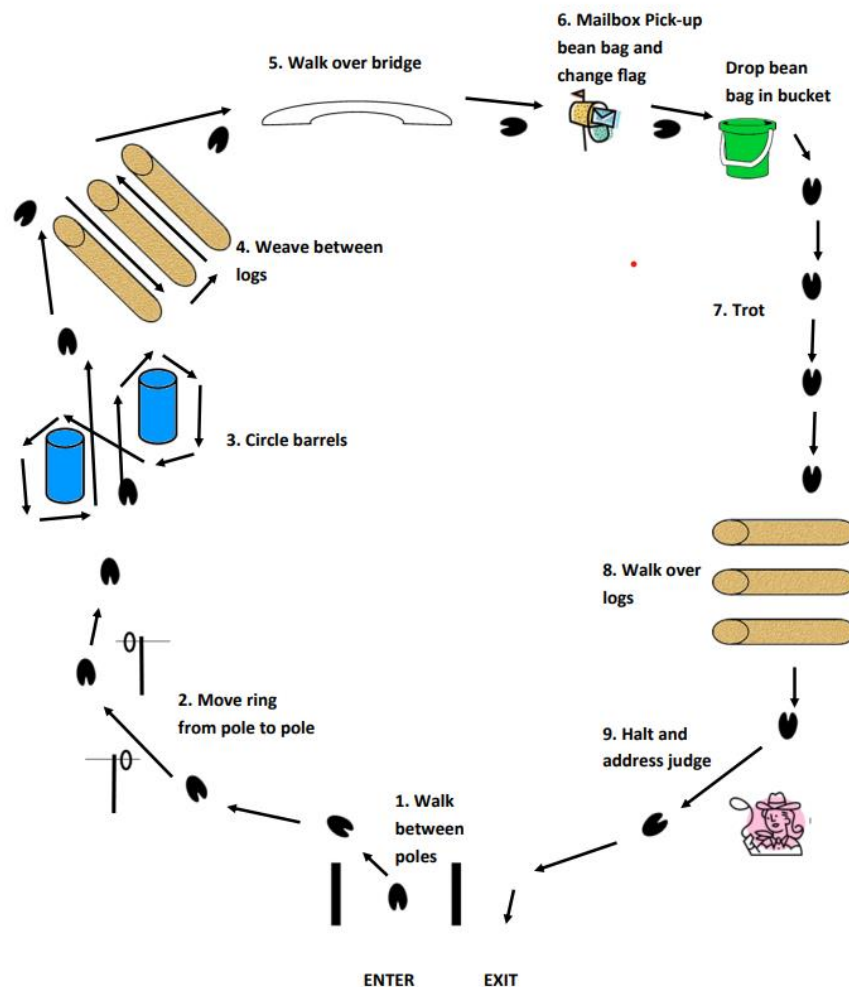 6. Mailbox Pick-up
bean bag and
change flag
5. Walk over bridge
Drop bean
bag in bucket
4. Weave between
logs
7. Trot
3. Circle barrels
8. Walk over
logs
2. Move ring
from pole to pole
9. Halt and
address judge
1. Walk
between
poles
ENTER
EXIT